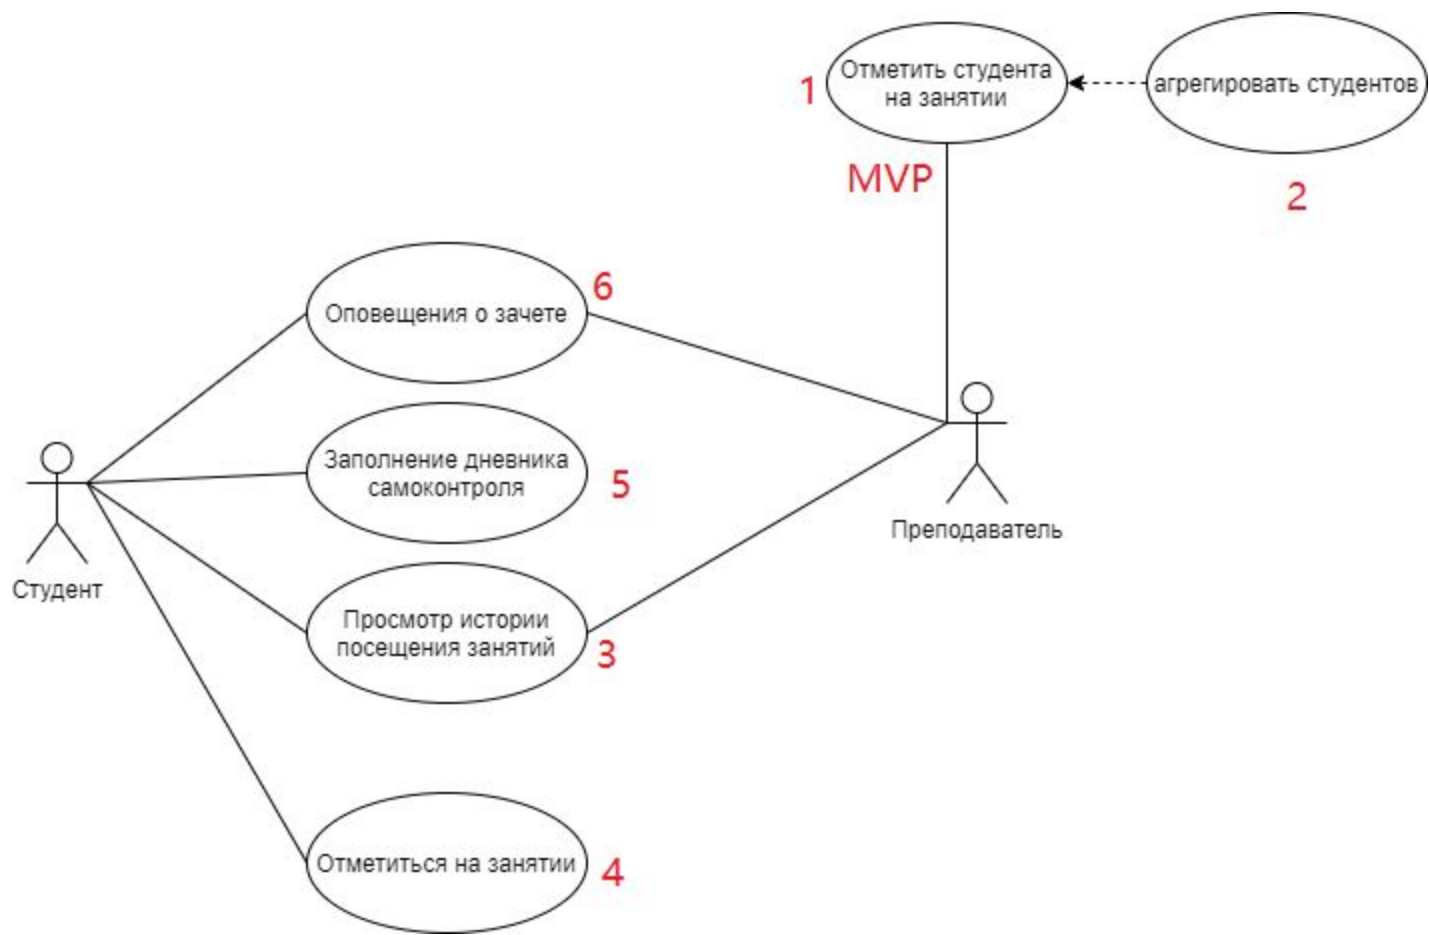 Отметить студента
на занятии
1
агрегировать студентов
MVP
2
Оповещения о зачете
6
Заполнение дневника
самоконтроля
5
Преподаватель
Студент
Просмотр истории
посещения занятий
3
Отметиться на занятии
4